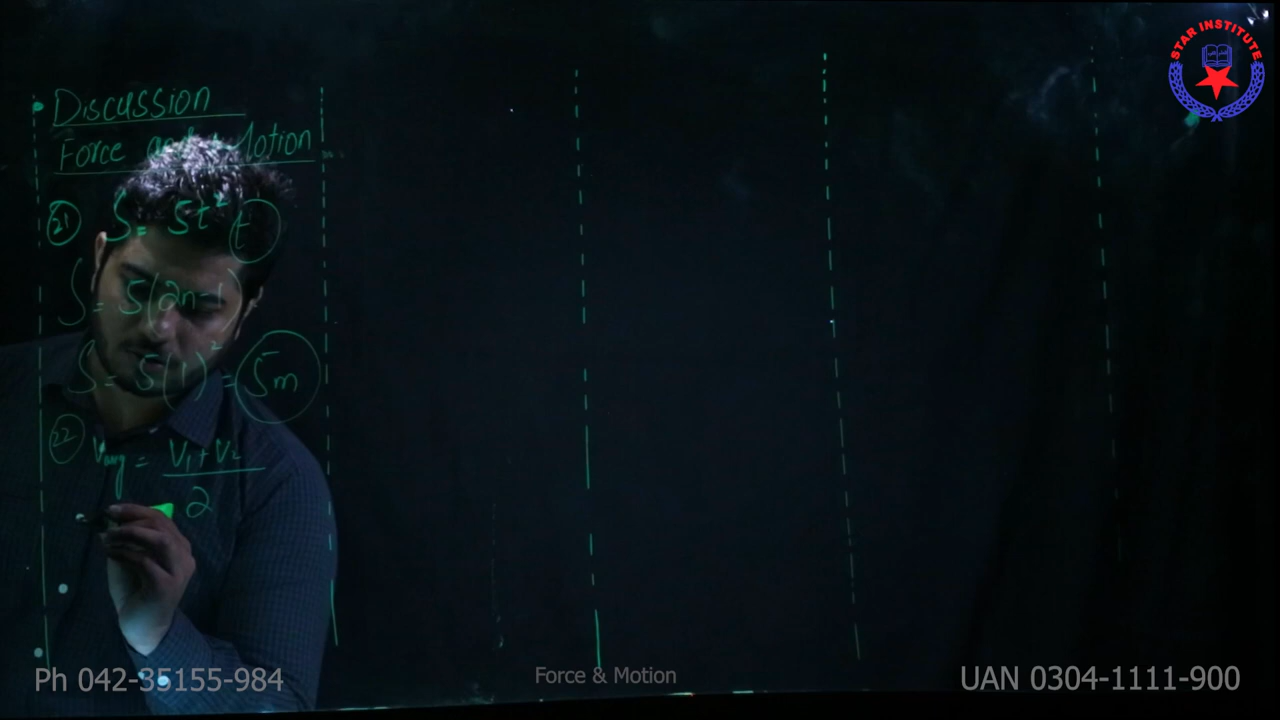 STAR INSTITUTE
Discussion
Force and Motion
21 S = 5t² t
S = 5(2n-1)
S = 5(1)² = 5m
22 Vavg = V₁ + V₂
2
Ph 042-35155-984
Force & Motion
UAN 0304-1111-900